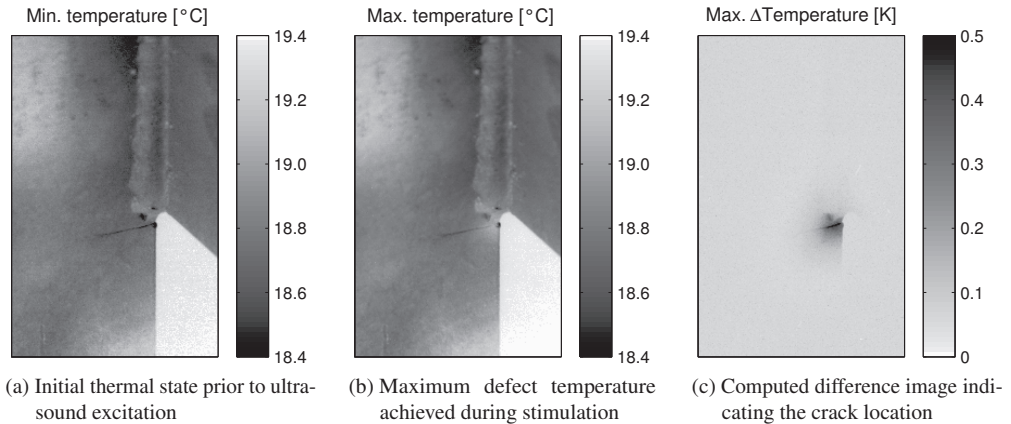 Min. temperature [°C]
19.4
19.2
19.0
18.8
18.6
18.4
(a) Initial thermal state prior to ultra-
sound excitation
Max. temperature [°C]
19.4
19.2
19.0
18.8
18.6
18.4
(b) Maximum defect temperature
achieved during stimulation
Max. ΔTemperature [K]
0.5
0.4
0.3
0.2
0.1
0
(c) Computed difference image indi-
cating the crack location